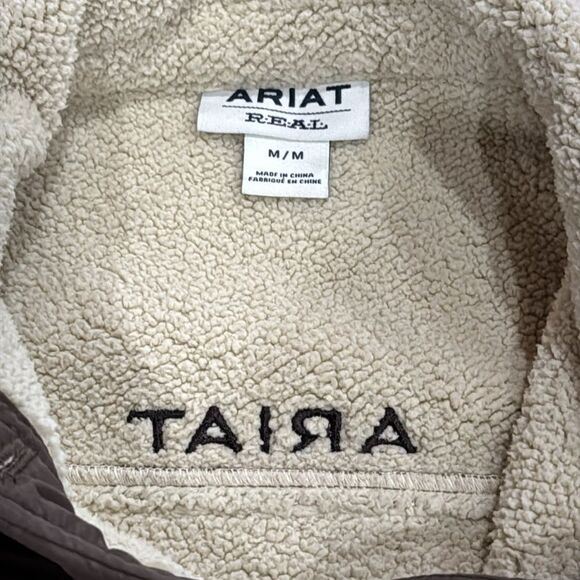 ARIAT
REAL
M/M
MADE IN CHINA
FABRIQUÉ EN CHINE
ARIAT